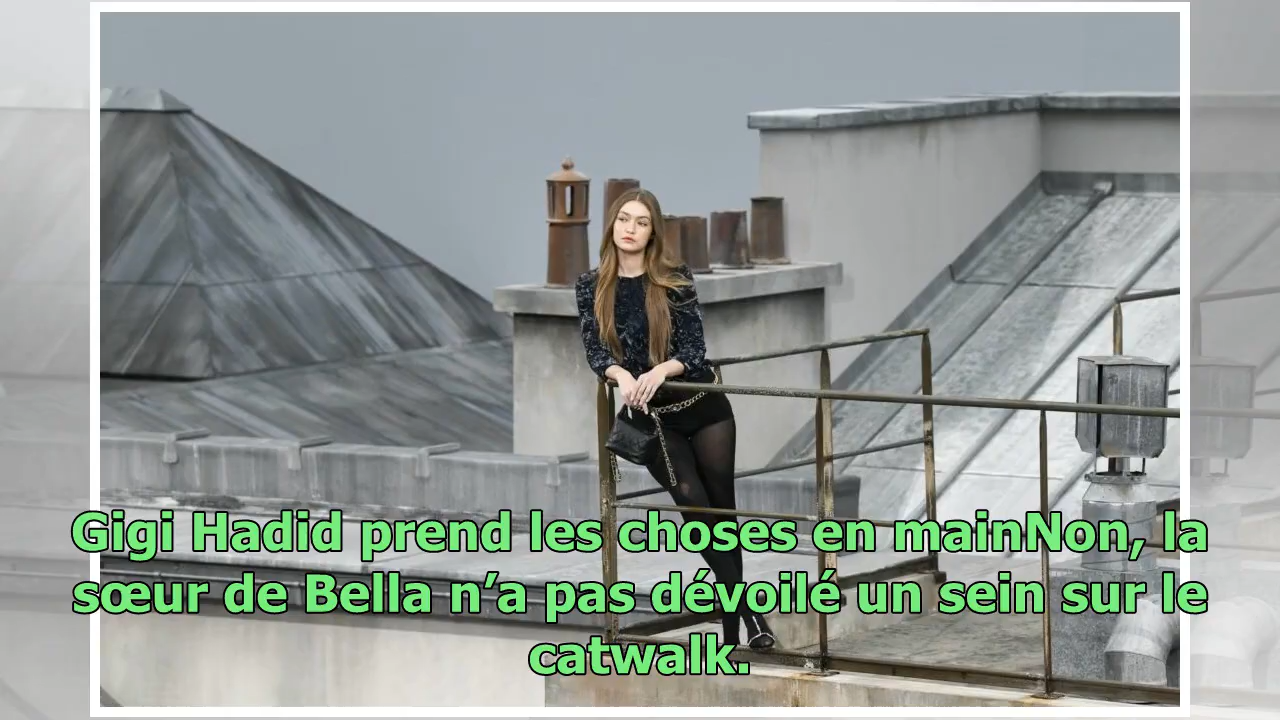 Gigi Hadid prend les choses en mainNon, la
sœur de Bella n’a pas dévoilé un sein sur le
catwalk.